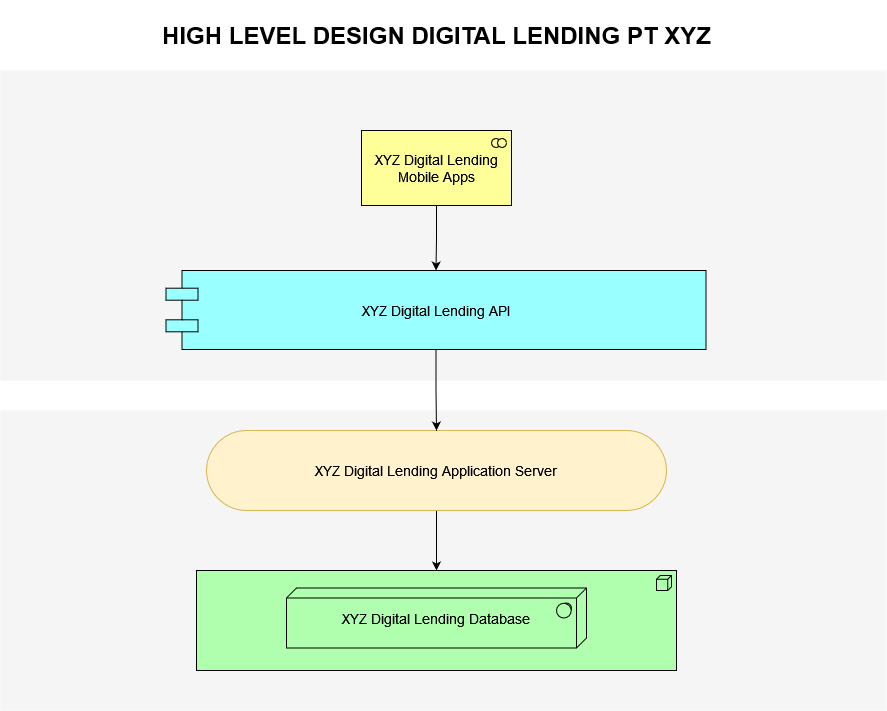 HIGH LEVEL DESIGN DIGITAL LENDING PT XYZ
XYZ Digital Lending
Mobile Apps
XYZ Digital Lending API
XYZ Digital Lending Application Server
XYZ Digital Lending Database